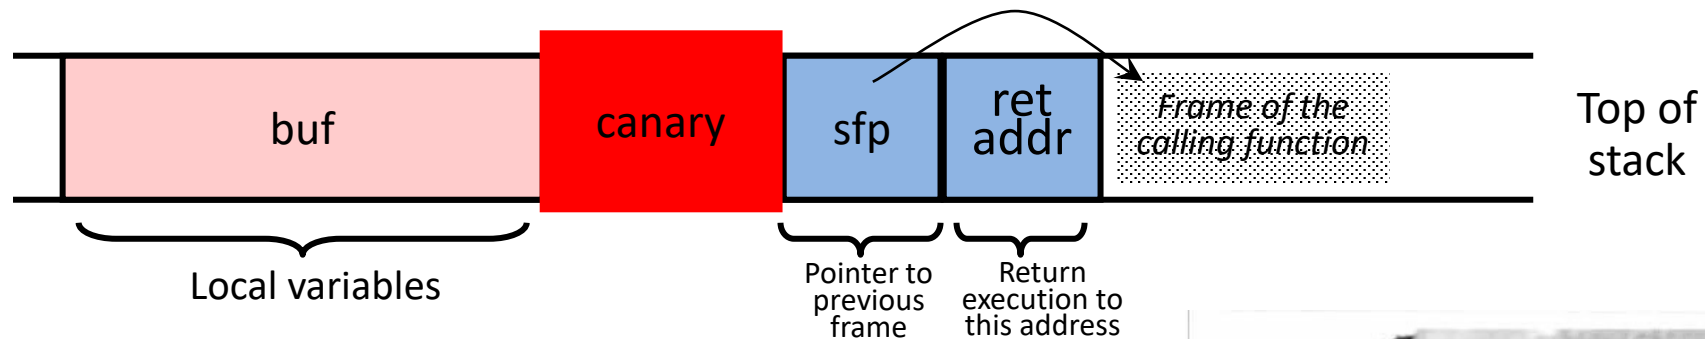 buf
canary
sfp
ret
addr
Frame of the
calling function
Top of
stack
Local variables
Pointer to
previous
frame
Return
execution to
this address